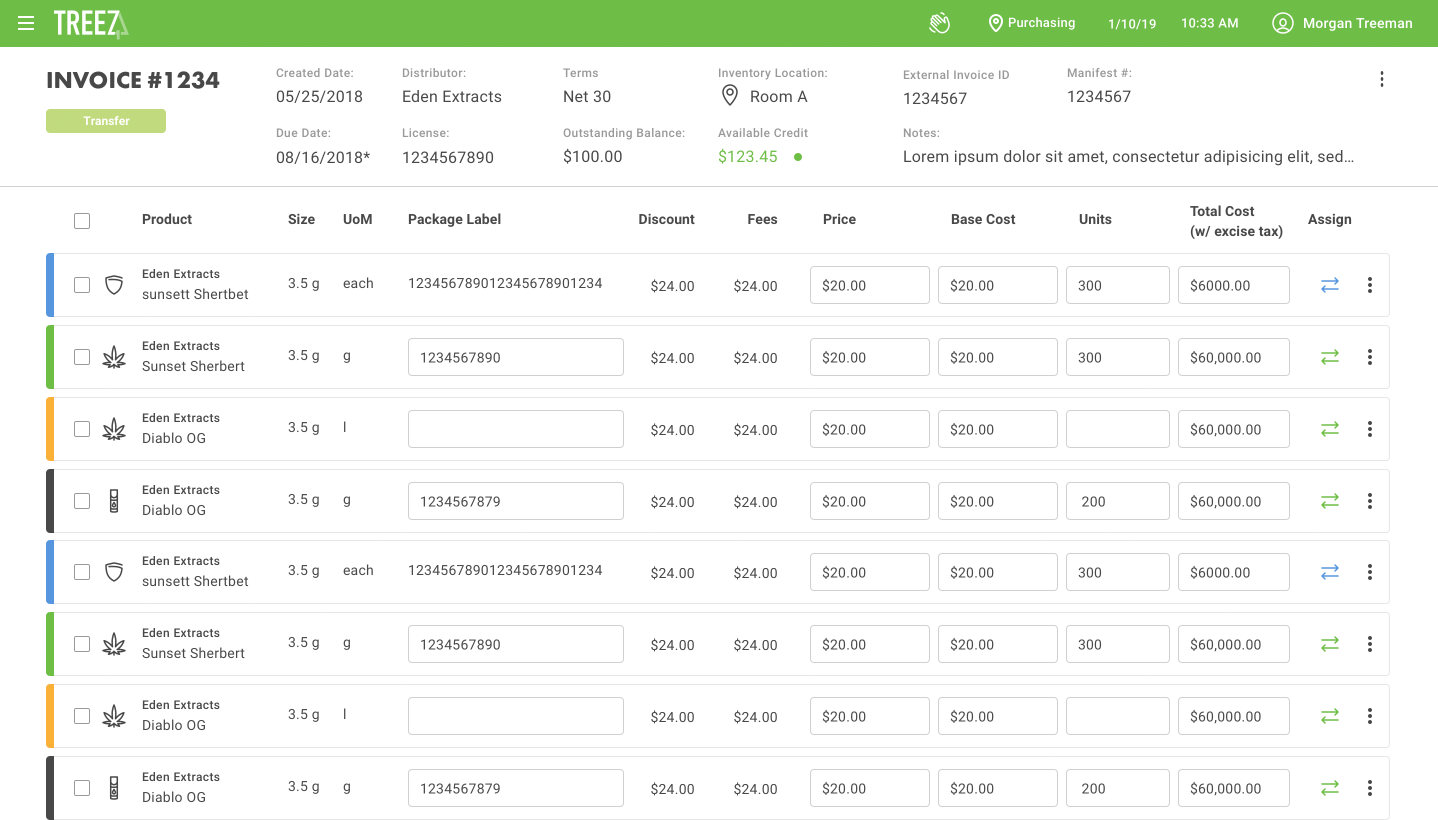 TREEZ
Purchasing 1/10/19 10:33 AM Morgan Treeman
INVOICE #1234
Transfer
Created Date: Distributor: Terms Inventory Location: External Invoice ID Manifest #:
05/25/2018 Eden Extracts Net 30 Room A 1234567 1234567
Due Date: License: Outstanding Balance: Available Credit Notes:
08/16/2018* 1234567890 $100.00 $123.45 Lorem ipsum dolor sit amet, consectetur adipisicing elit, sed...
Product Size UoM Package Label Discount Fees Price Base Cost Units Total Cost (w/ excise tax) Assign
Eden Extracts
sunsett Shertbet 3.5 g each 123456789012345678901234 $24.00 $24.00 $20.00 $20.00 300 $6000.00
Eden Extracts
Sunset Sherbert 3.5 g g 1234567890 $24.00 $24.00 $20.00 $20.00 300 $60,000.00
Eden Extracts
Diablo OG 3.5 g l $24.00 $24.00 $20.00 $20.00 $60,000.00
Eden Extracts
Diablo OG 3.5 g g 1234567879 $24.00 $24.00 $20.00 $20.00 200 $60,000.00
Eden Extracts
sunsett Shertbet 3.5 g each 123456789012345678901234 $24.00 $24.00 $20.00 $20.00 300 $6000.00
Eden Extracts
Sunset Sherbert 3.5 g g 1234567890 $24.00 $24.00 $20.00 $20.00 300 $60,000.00
Eden Extracts
Diablo OG 3.5 g l $24.00 $24.00 $20.00 $20.00 $60,000.00
Eden Extracts
Diablo OG 3.5 g g 1234567879 $24.00 $24.00 $20.00 $20.00 200 $60,000.00